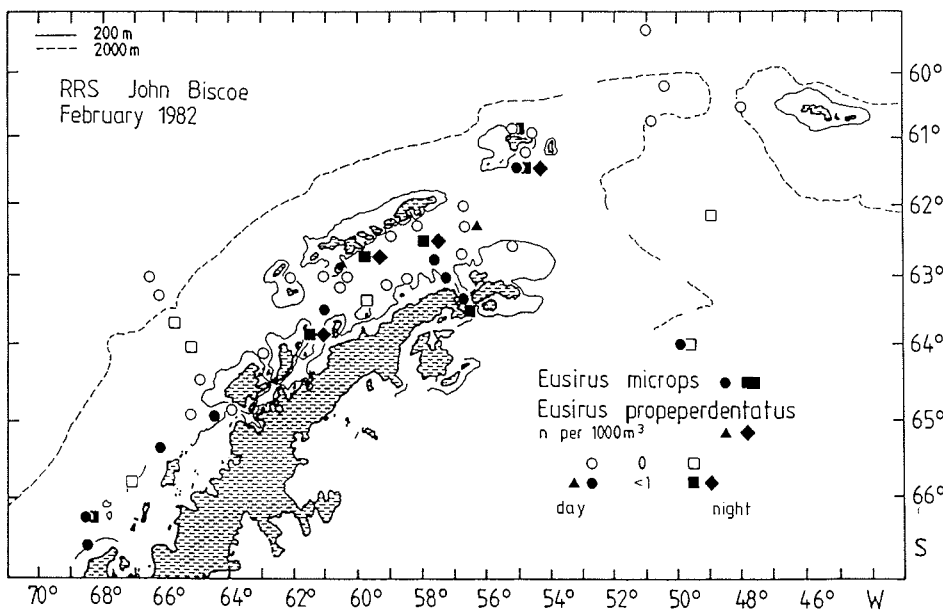 200 m
2000 m
RRS John Biscoe
February 1982
60°
61°
62°
63°
64°
65°
66°
S
Eusirus microps
Eusirus propeperdentatus
n per 1000m³
0
<1
day night
70° 68° 66° 64° 62° 60° 58° 56° 54° 52° 50° 48° 46° W